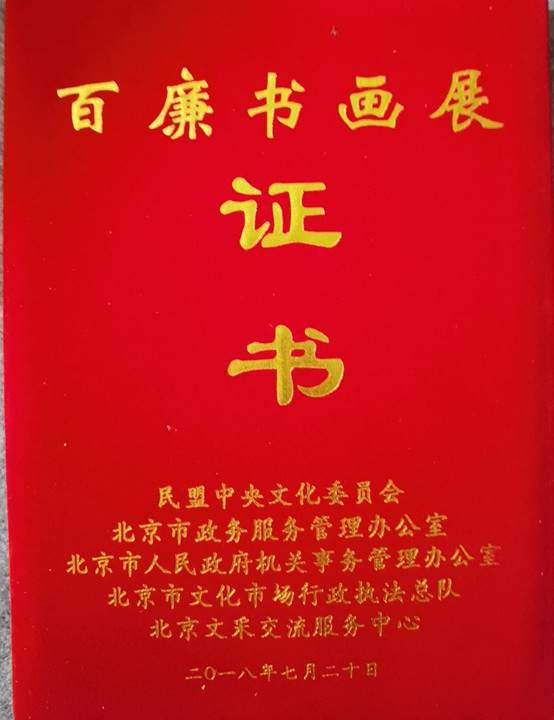 百廉书画展
证
书
民盟中央文化委员会
北京市政务服务管理办公室
北京市人民政府机关事务管理办公室
北京市文化市场行政执法总队
北京文采交流服务中心
二〇一八年七月二十日